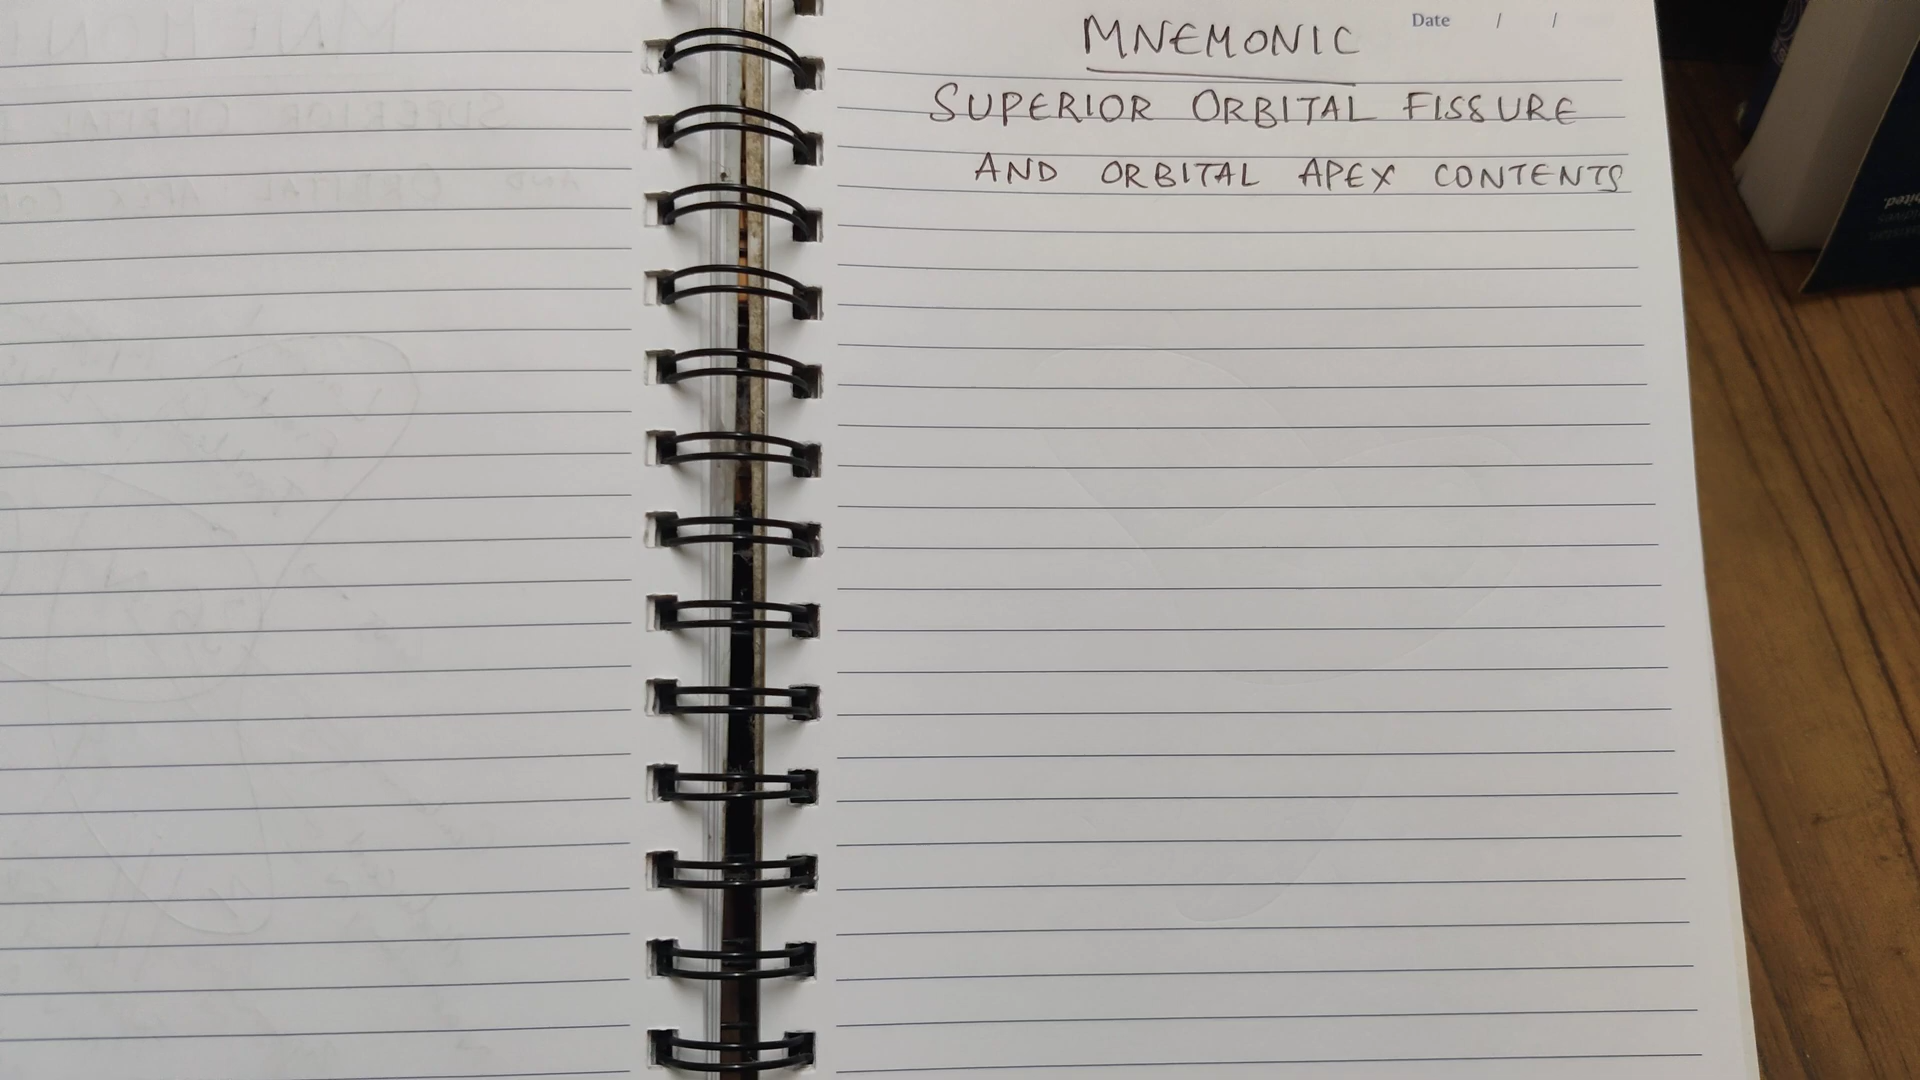 MNEMONIC
Date / /
SUPERIOR ORBITAL FISSURE
AND ORBITAL APEX CONTENTS